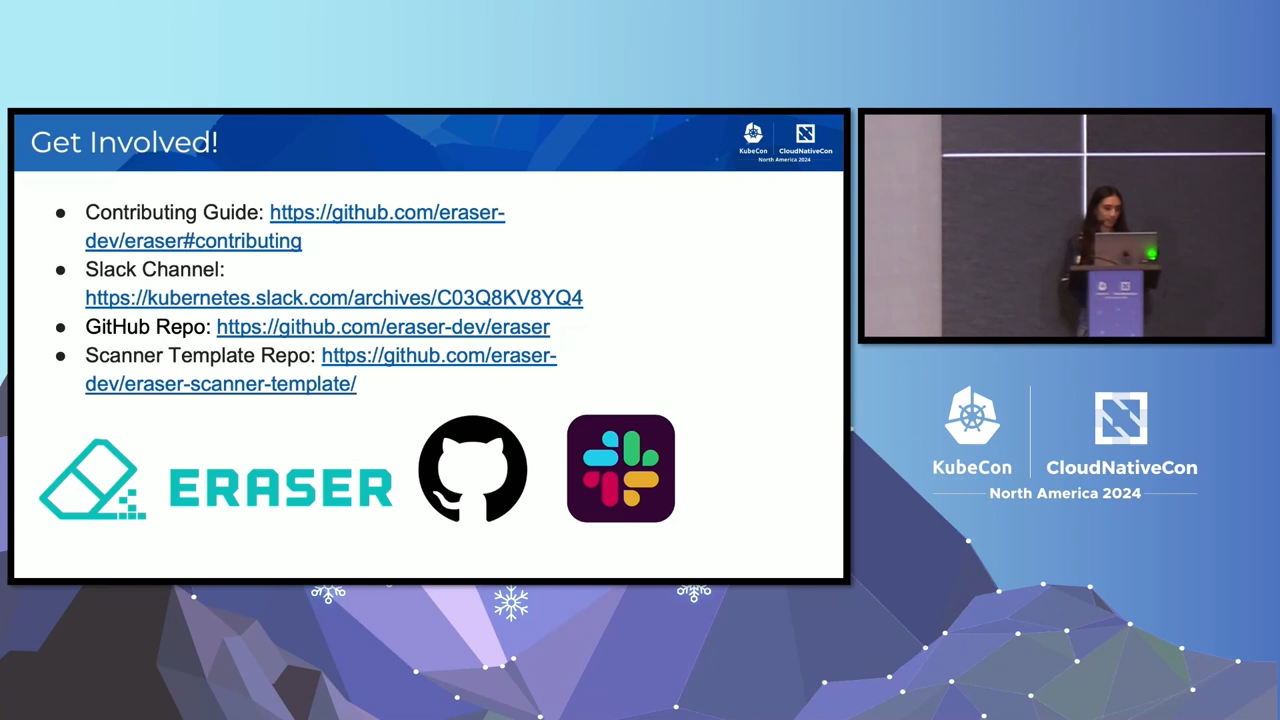 Get Involved!
KubeCon
CloudNativeCon
North America 2024
● Contributing Guide: https://github.com/eraser-
dev/eraser#contributing
● Slack Channel:
https://kubernetes.slack.com/archives/C03Q8KV8YQ4
● GitHub Repo: https://github.com/eraser-dev/eraser
● Scanner Template Repo: https://github.com/eraser-
dev/eraser-scanner-template/
ERASER
KubeCon
CloudNativeCon
North America 2024